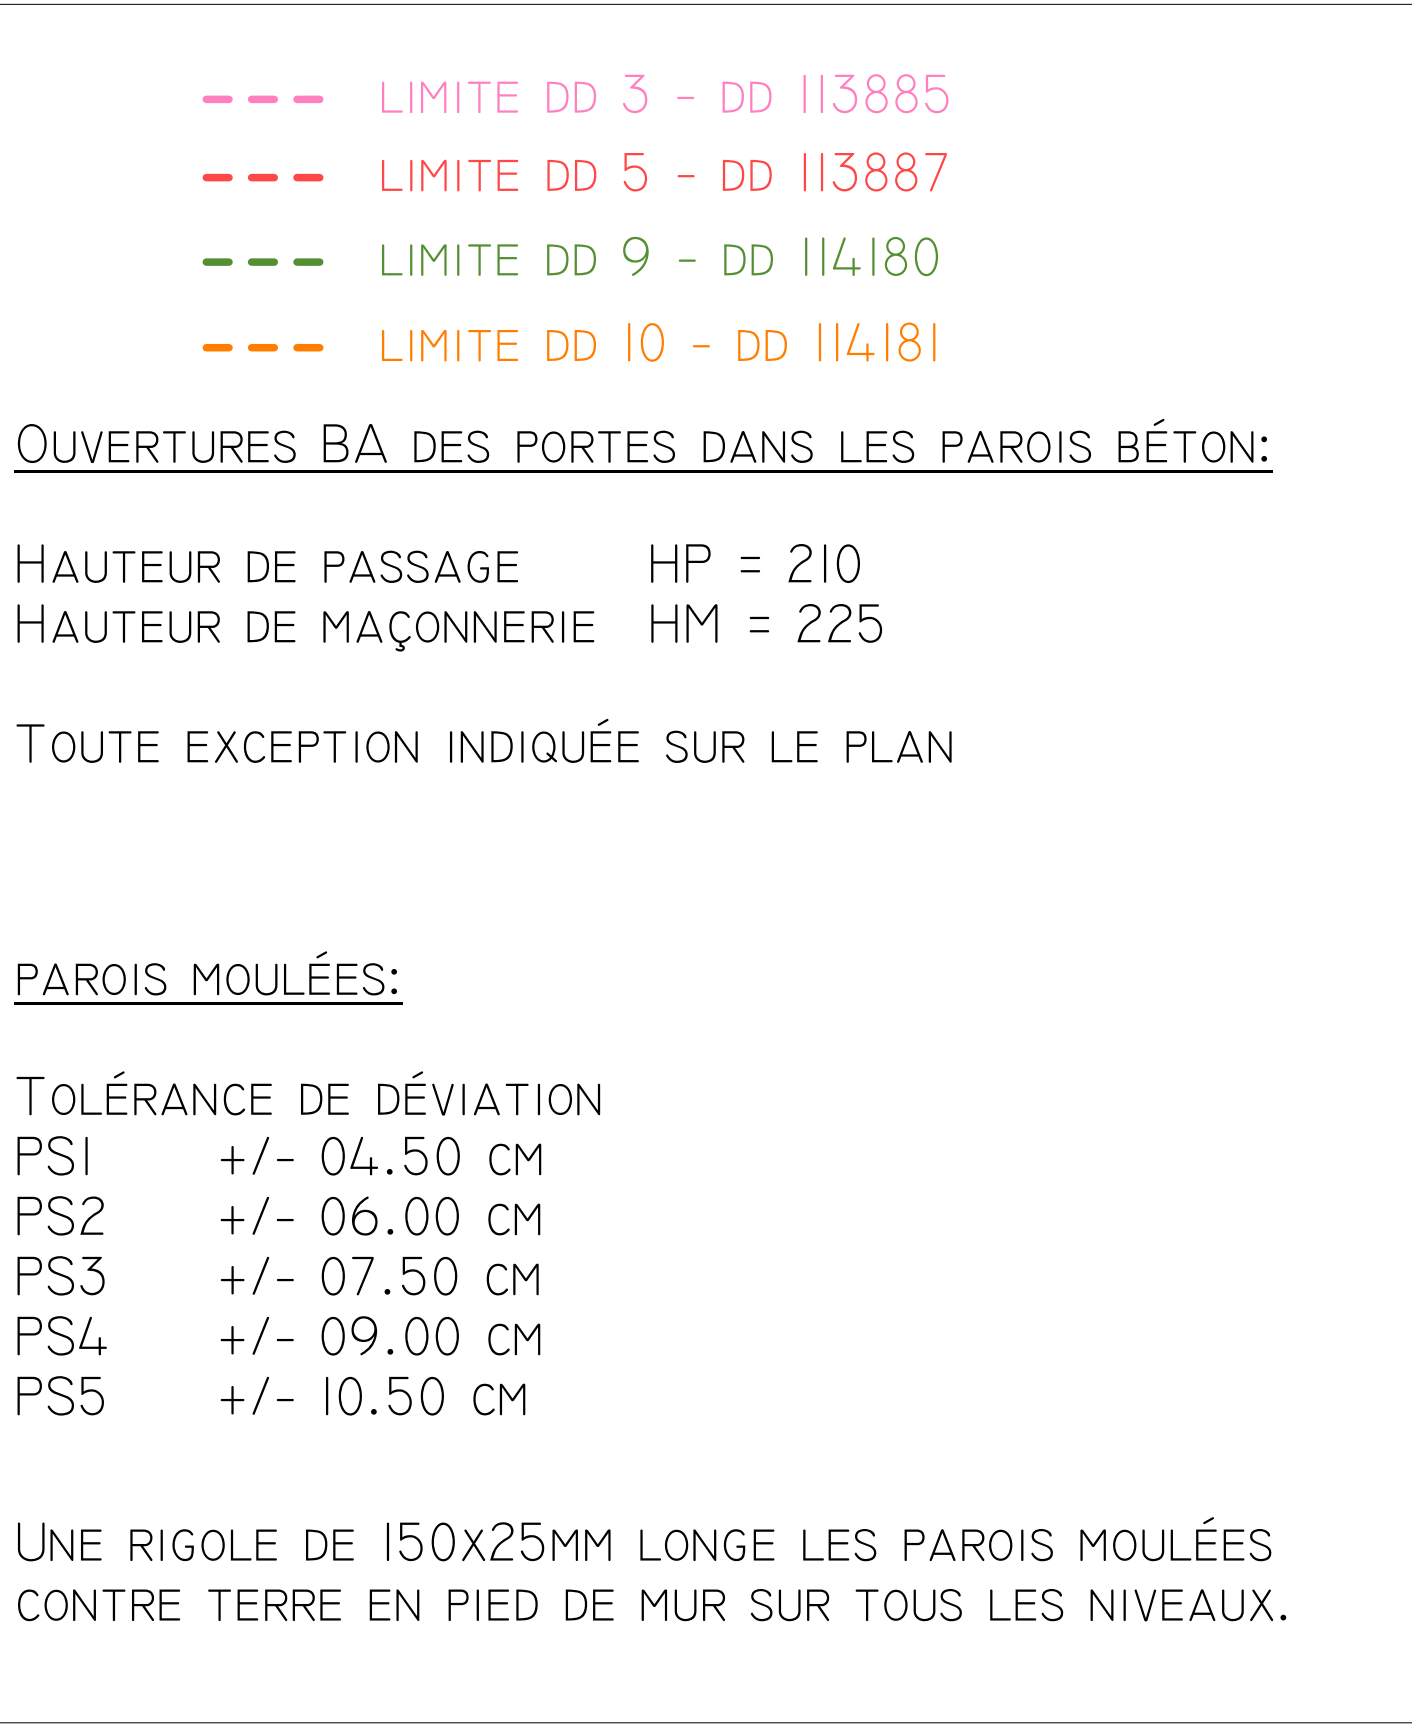 LIMITE DD 3 - DD 113885
LIMITE DD 5 - DD 113887
LIMITE DD 9 - DD 114180
LIMITE DD 10 - DD 114181
OUVERTURES BA DES PORTES DANS LES PAROIS BÉTON:
HAUTEUR DE PASSAGE HP = 210
HAUTEUR DE MAÇONNERIE HM = 225
TOUTE EXCEPTION INDIQUÉE SUR LE PLAN
PAROIS MOULÉES:
TOLÉRANCE DE DÉVIATION
PS1 +/- 04.50 CM
PS2 +/- 06.00 CM
PS3 +/- 07.50 CM
PS4 +/- 09.00 CM
PS5 +/- 10.50 CM
UNE RIGOLE DE 150X25MM LONGE LES PAROIS MOULÉES
CONTRE TERRE EN PIED DE MUR SUR TOUS LES NIVEAUX.